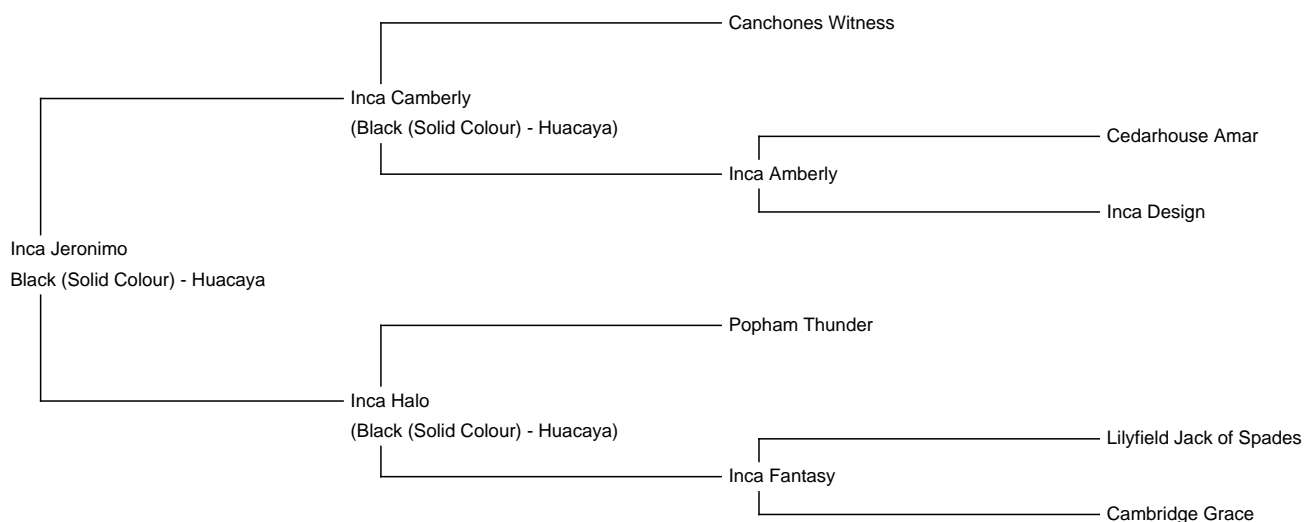 Canchones Witness
Inca Camberly
(Black (Solid Colour) - Huacaya)
Cedarhouse Amar
Inca Amberly
Inca Design
Inca Jeronimo
Black (Solid Colour) - Huacaya
Popham Thunder
Inca Halo
(Black (Solid Colour) - Huacaya)
Lilyfield Jack of Spades
Inca Fantasy
Cambridge Grace